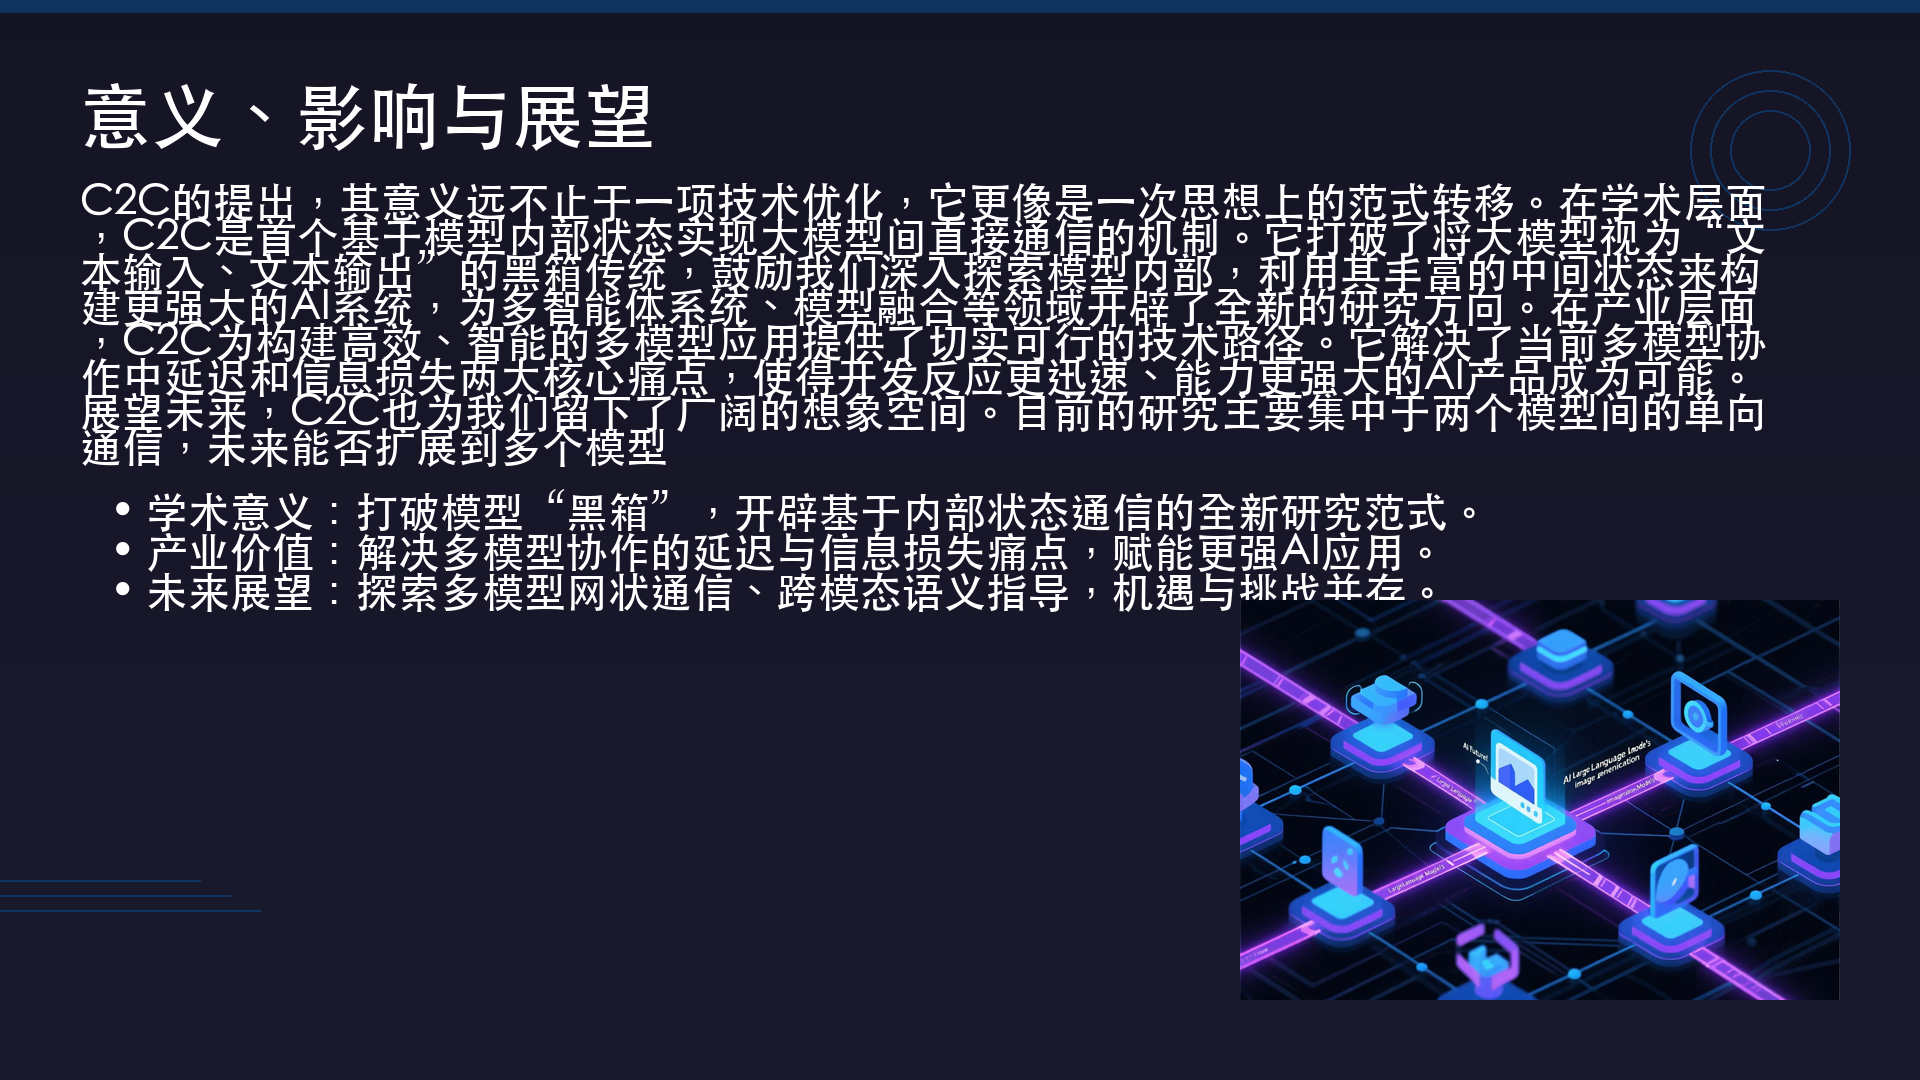 意义、影响与展望
C2C的提出，其意义远不止于一项技术优化，它更像是一次思想上的范式转移。在学术层面
，C2C是首个基于模型内部状态实现大模型间直接通信的机制。它打破了将大模型视为“文
本输入、文本输出”的黑箱传统，鼓励我们深入探索模型内部，利用其丰富的中间状态来构
建更强大的AI系统，为多智能体系统、模型融合等领域开辟了全新的研究方向。在产业层面
，C2C为构建高效、智能的多模型应用提供了切实可行的技术路径。它解决了当前多模型协
作中延迟和信息损失两大核心痛点，使得开发反应更迅速、能力更强大的AI产品成为可能。
展望未来，C2C也为我们留下了广阔的想象空间。目前的研究主要集中于两个模型间的单向
通信，未来能否扩展到多个模型
• 学术意义：打破模型“黑箱”，开辟基于内部状态通信的全新研究范式。
• 产业价值：解决多模型协作的延迟与信息损失痛点，赋能更强AI应用。
• 未来展望：探索多模型网状通信、跨模态语义指导，机遇与挑战并存。
AI Future!
AI Large Language